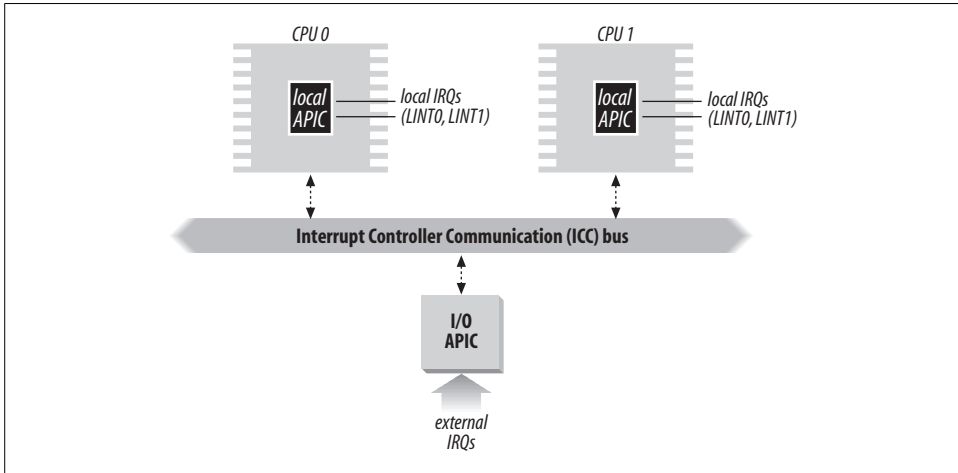 CPU 0
CPU 1
local
APIC
local IRQs
(LINT0, LINT1)
local
APIC
local IRQs
(LINT0, LINT1)
Interrupt Controller Communication (ICC) bus
I/O
APIC
external
IRQs